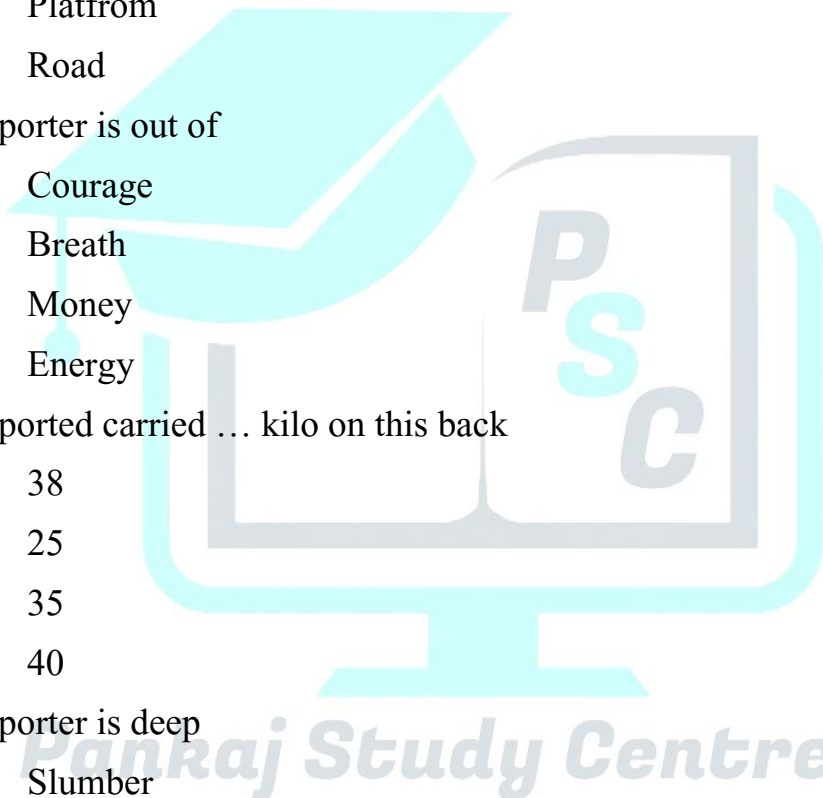 Platfrom
Road
porter is out of
Courage
Breath
Money
Energy
ported carried … kilo on this back
38
25
35
40
porter is deep
Slumber
Pankaj Study Centre
P
S
C